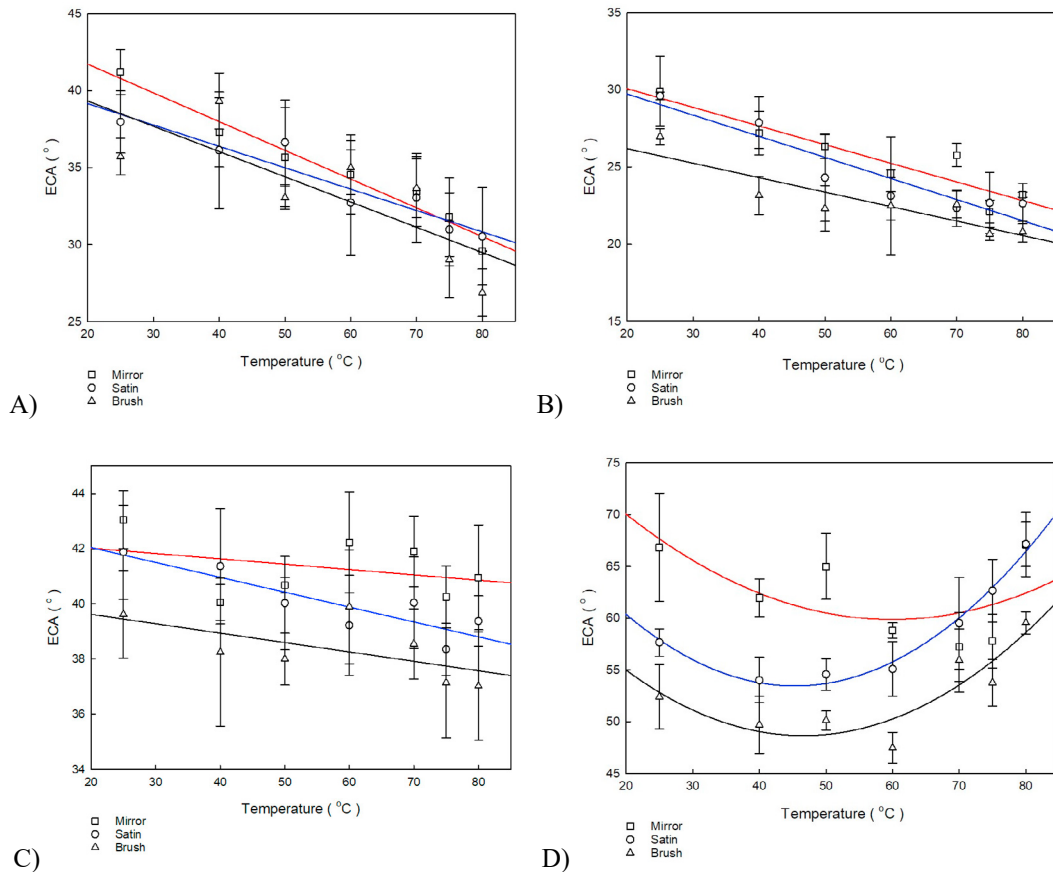 45
40
35
30
25
ECA ( ° )
20 30 40 50 60 70 80
Temperature ( °C )
Mirror
Satin
Brush
A)
35
30
25
20
15
ECA ( ° )
20 30 40 50 60 70 80
Temperature ( °C )
Mirror
Satin
Brush
B)
44
42
40
38
36
34
ECA ( ° )
20 30 40 50 60 70 80
Temperature ( °C )
Mirror
Satin
Brush
C)
75
70
65
60
55
50
45
ECA ( ° )
20 30 40 50 60 70 80
Temperature ( °C )
Mirror
Satin
Brush
D)